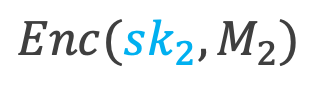 Enc(sk₂, M₂)